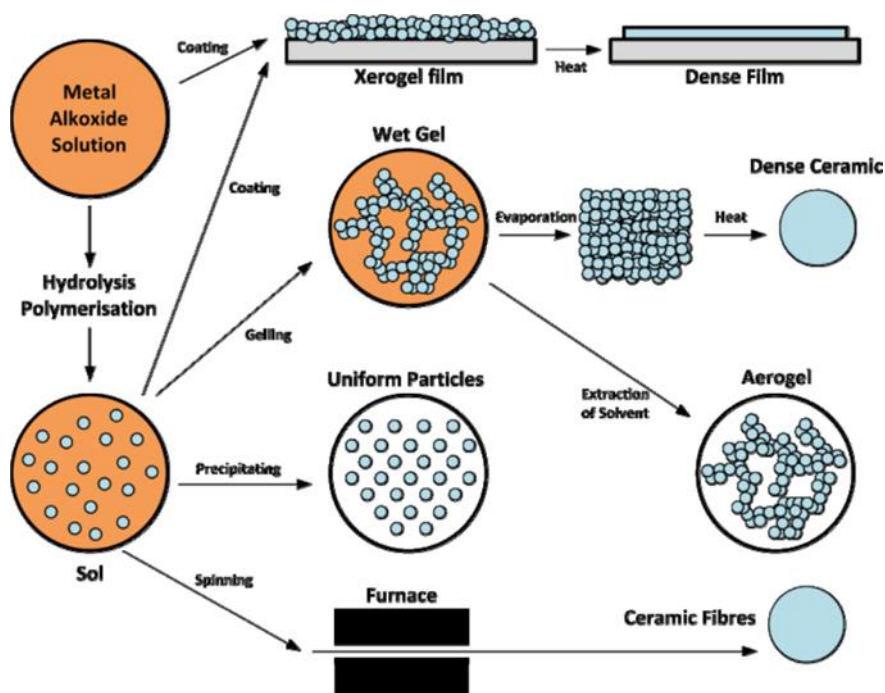 Coating
Xerogel film
Heat
Dense Film
Metal
Alkoxide
Solution
Wet Gel
Coating
Dense Ceramic
Evaporation
Heat
Hydrolysis
Polymerisation
Gelling
Uniform Particles
Extraction
of Solvent
Aerogel
Precipitating
Sol
Spinning
Furnace
Ceramic Fibres